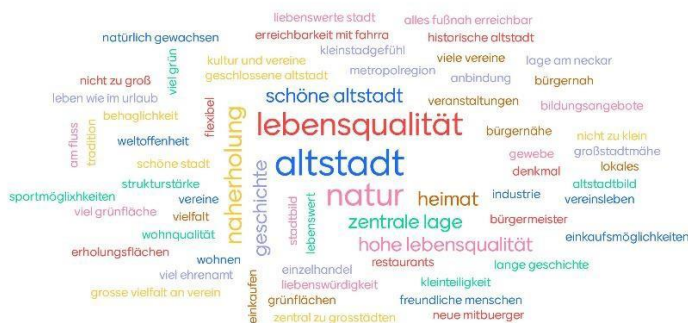 liebenswerte stadt
alles fußnah erreichbar
natürlich gewachsen
erreichbarkeit mit fahrra
historische altstadt
kleinstadgefühl
viel grün
kultur und vereine
viele vereine
lage am neckar
nicht zu groß
geschlossene altstadt
metropolregion
anbindung
bürgernah
leben wie im urlaub
flexibel
schöne altstadt
veranstaltungen
bildungsangebote
behaglichkeit
naherholung
lebensqualität
am fluss
tradition
weltoffenheit
bürgernähe
nicht zu klein
großstadtmähe
schöne stadt
geschichte
altstadt
gewebe
lokales
denkmal
strukturstärke
natur
heimat
industrie
altstadtbild
sportmöglixhkeiten
vereine
stadtbild
lebenswert
vereinsleben
viel grünfläche
vielfalt
zentrale lage
bürgermeister
wohnqualität
hohe lebensqualität
einkaufsmöglichkeiten
erholungsflächen
wohnen
restaurants
lange geschichte
viel ehrenamt
einkaufen
einzelhandel
kleinteiligkeit
liebenswürdigkeit
grosse vielfalt an verein
grünflächen
freundliche menschen
zentral zu grosstädten
neue mitbuerger